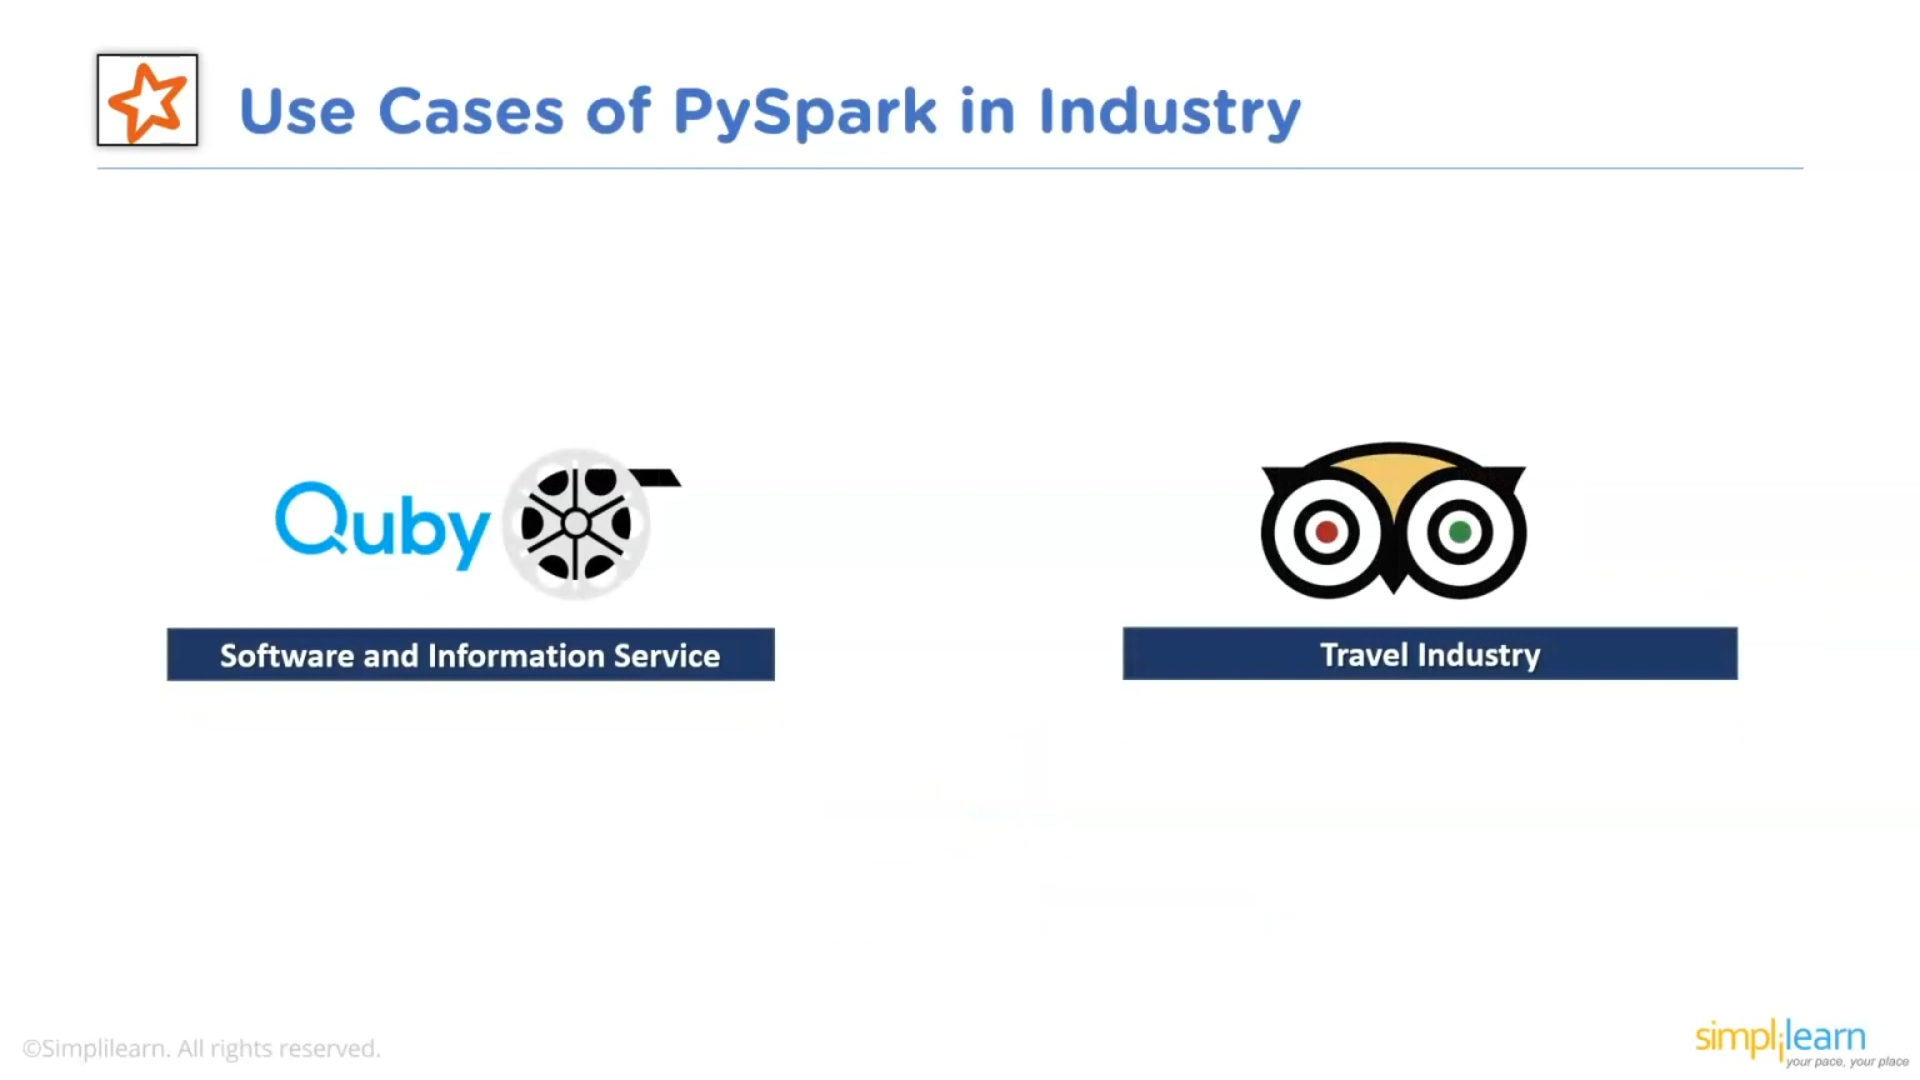 Use Cases of PySpark in Industry
Quby
Software and Information Service
Travel Industry
©Simplilearn. All rights reserved.
simplilearn
your pace, your place